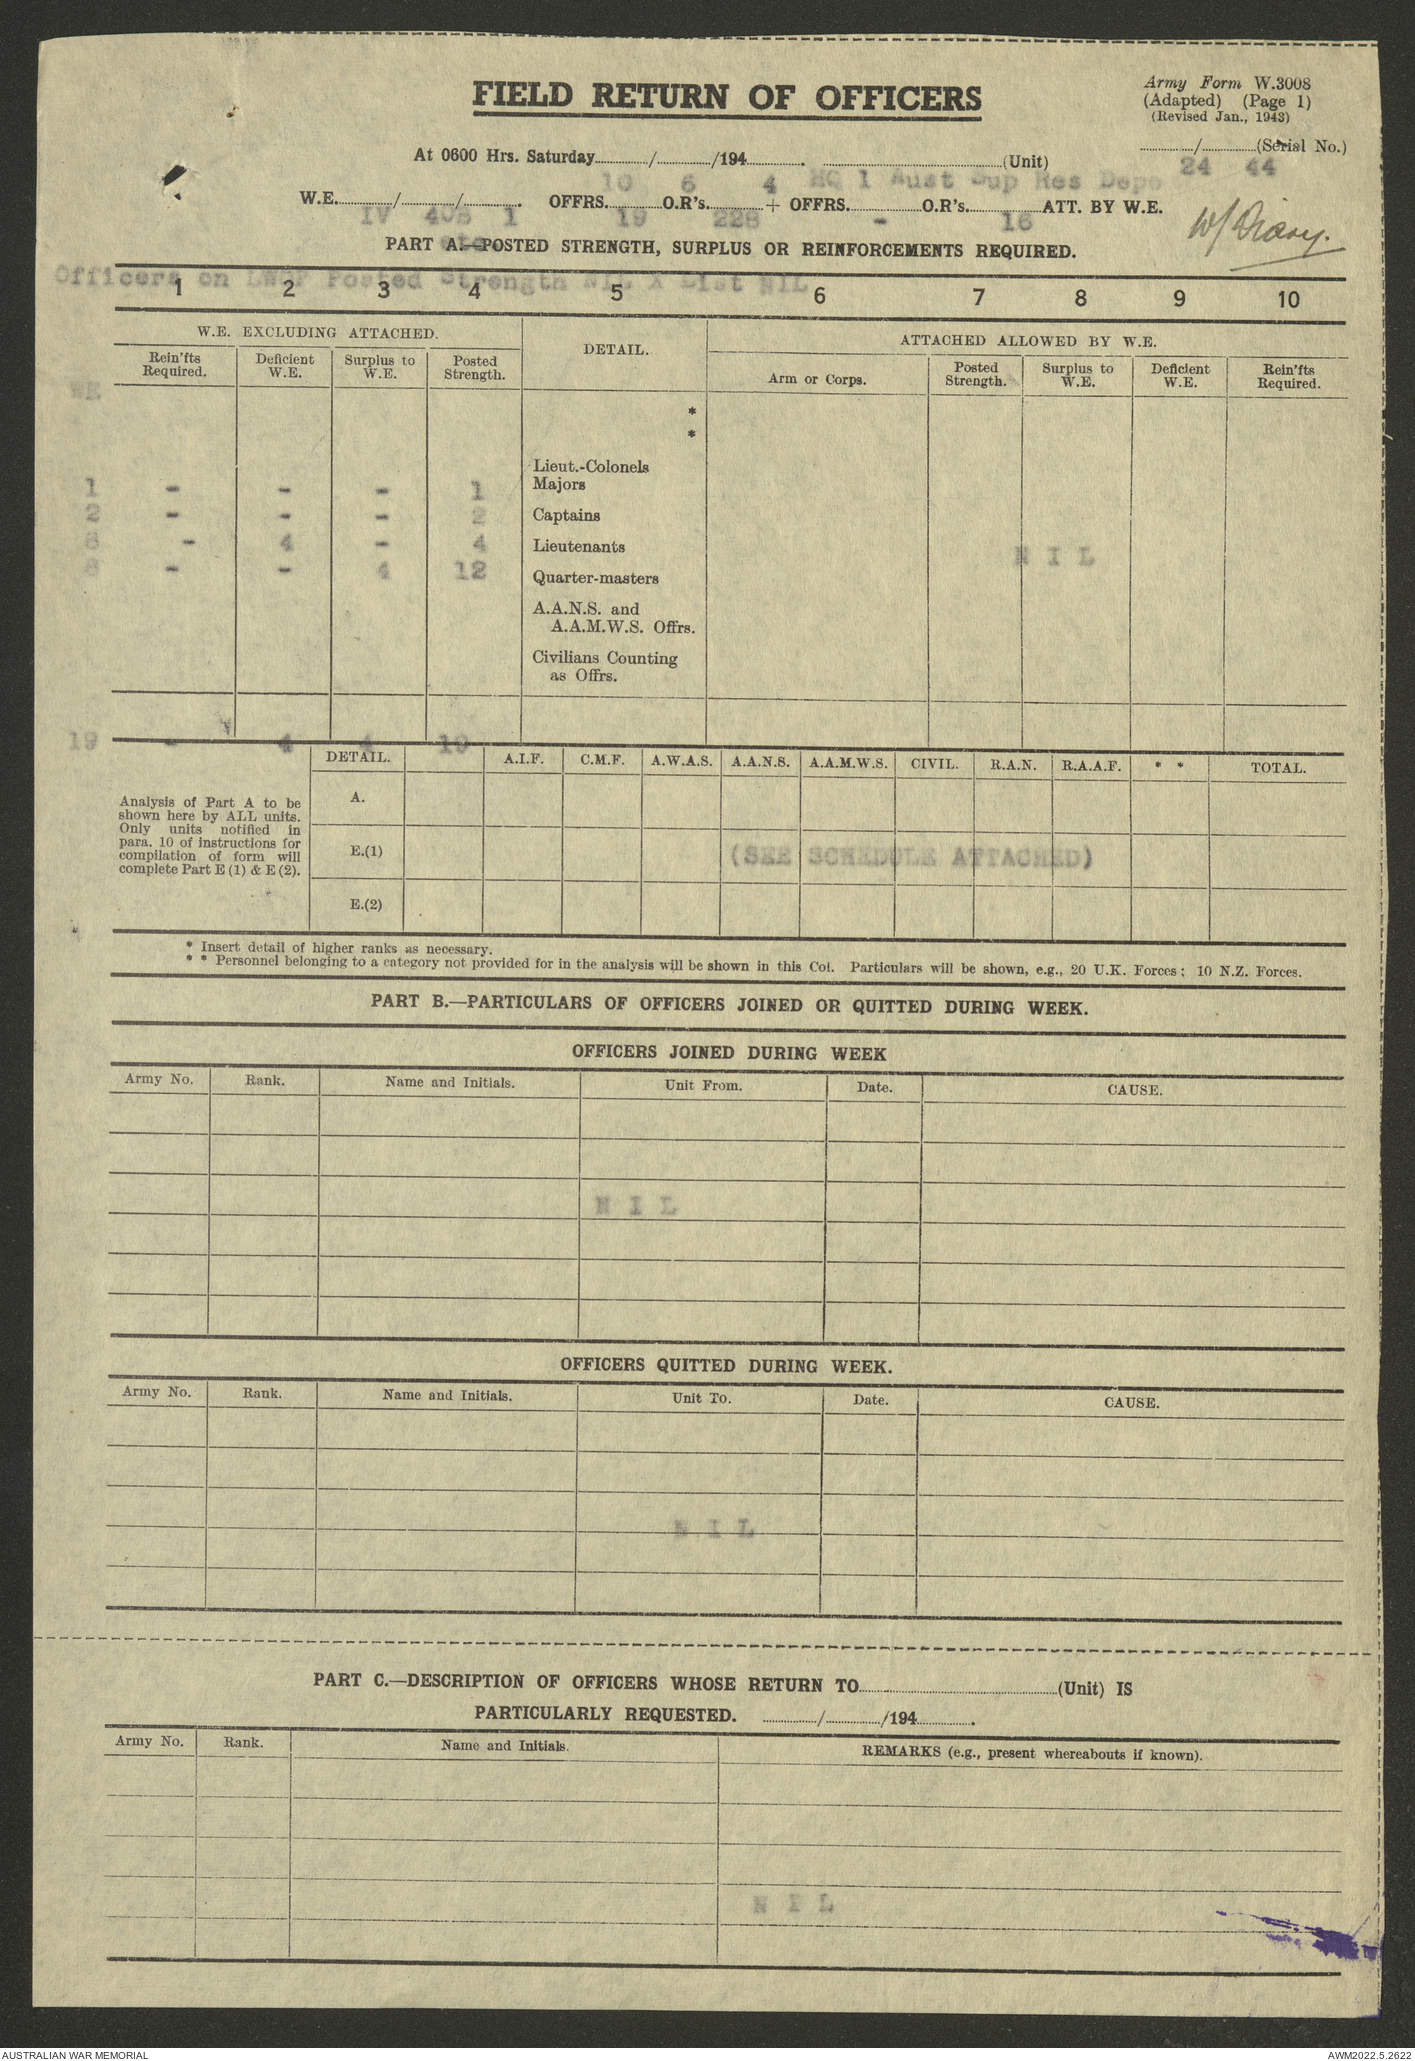 FIELD RETURN OF OFFICERS
Army Form W.3008
(Adapted) (Page 1)
(Revised Jan., 1943)
............/............(Serial No.)
24 44
At 0600 Hrs. Saturday............/............/194............. ............(Unit)
10 6 4 HQ 1 Aust Sup Res Depo
W.E............./............/............. OFFRS.............O.R's.............+ OFFRS.............O.R's.............ATT. BY W.E.
IV 40B 1 19 228 - 16
etc
W/Diary.
PART A.—POSTED STRENGTH, SURPLUS OR REINFORCEMENTS REQUIRED.
Officers on LWOP Posted Strength NIL X List NIL
1 2 3 4 5 6 7 8 9 10
W.E. EXCLUDING ATTACHED. DETAIL. ATTACHED ALLOWED BY W.E.
Rein'fts Required. Deficient W.E. Surplus to W.E. Posted Strength. Arm or Corps. Posted Strength. Surplus to W.E. Deficient W.E. Rein'fts Required.
WE
*
*
Lieut.-Colonels
1 - - - 1 Majors
2 - - - 2 Captains
8 - 4 - 4 Lieutenants
N I L
8 - - 4 12 Quarter-masters
A.A.N.S. and
A.A.M.W.S. Offrs.
Civilians Counting
as Offrs.
19 - 4 4 19
DETAIL. A.I.F. C.M.F. A.W.A.S. A.A.N.S. A.A.M.W.S. CIVIL. R.A.N. R.A.A.F. * * TOTAL.
Analysis of Part A to be
shown here by ALL units.
Only units notified in
para. 10 of instructions for
compilation of form will
complete Part E (1) & E (2).
A.
E.(1)
(SEE SCHEDULE ATTACHED)
E.(2)
* Insert detail of higher ranks as necessary.
* * Personnel belonging to a category not provided for in the analysis will be shown in this Col. Particulars will be shown, e.g., 20 U.K. Forces; 10 N.Z. Forces.
PART B.—PARTICULARS OF OFFICERS JOINED OR QUITTED DURING WEEK.
OFFICERS JOINED DURING WEEK
Army No. Rank. Name and Initials. Unit From. Date. CAUSE.
N I L
OFFICERS QUITTED DURING WEEK.
Army No. Rank. Name and Initials. Unit To. Date. CAUSE.
N I L
PART C.—DESCRIPTION OF OFFICERS WHOSE RETURN TO............(Unit) IS
PARTICULARLY REQUESTED. ............/............/194.............
Army No. Rank. Name and Initials. REMARKS (e.g., present whereabouts if known).
N I L
AUSTRALIAN WAR MEMORIAL
AWM2022.5.2622